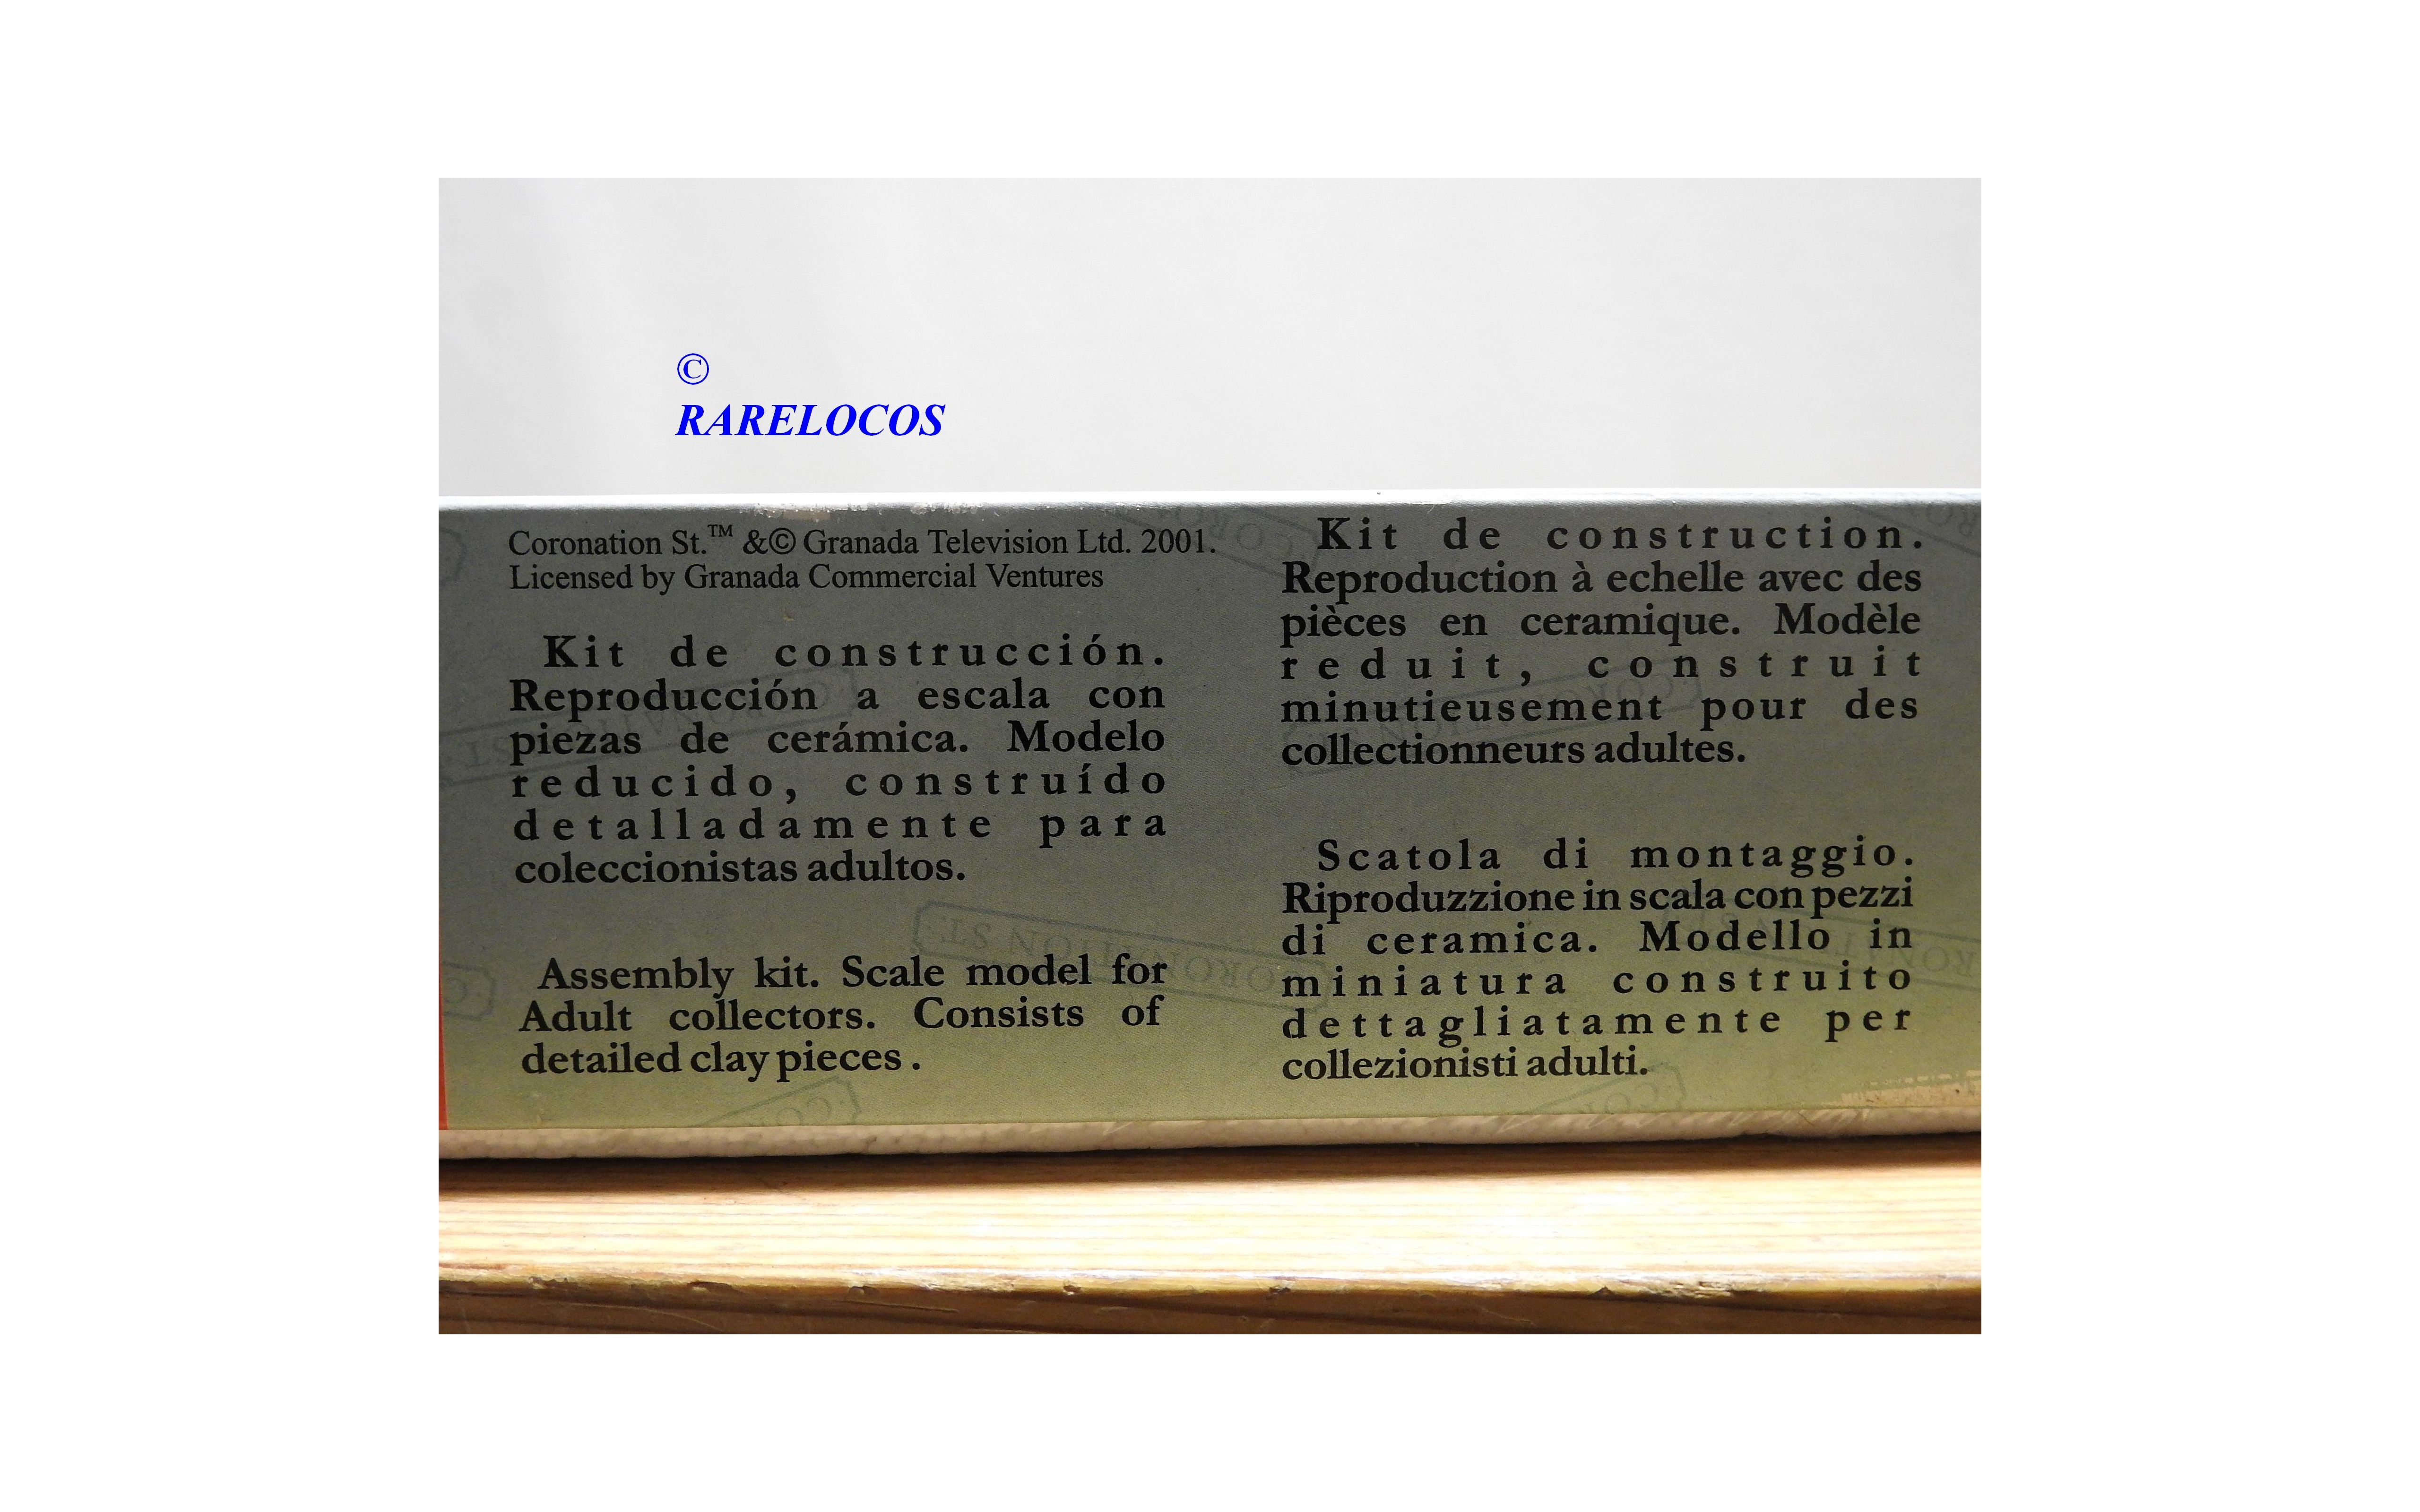 ©
RARELOCOS
Coronation St.™ &© Granada Television Ltd. 2001.
Licensed by Granada Commercial Ventures
Kit de construcción.
Reproducción a escala con
piezas de cerámica. Modelo
reducido, construído
detalladamente para
coleccionistas adultos.
Assembly kit. Scale model for
Adult collectors. Consists of
detailed clay pieces .
Kit de construction.
Reproduction à echelle avec des
pièces en ceramique. Modèle
reduit, construit
minutieusement pour des
collectionneurs adultes.
Scatola di montaggio.
Riproduzzione in scala con pezzi
di ceramica. Modello in
miniatura construito
dettagliatamente per
collezionisti adulti.
CORONATION ST.